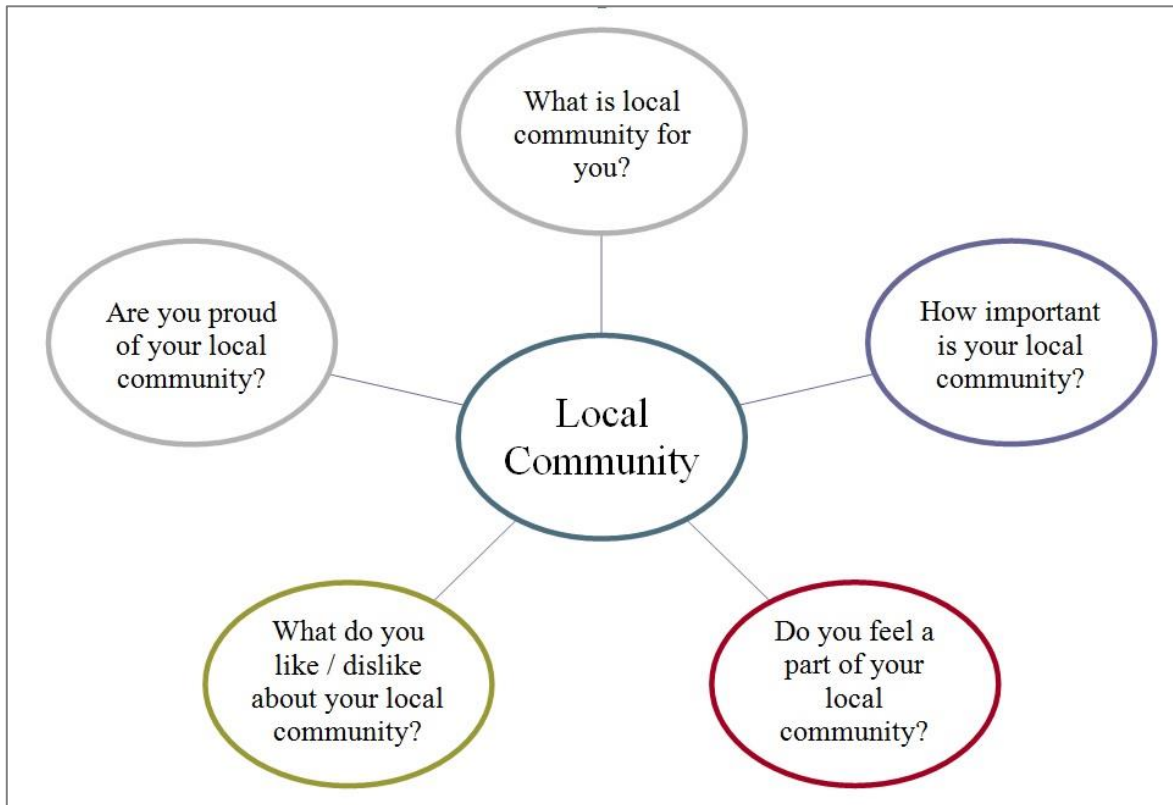 What is local
community for
you?
Are you proud
of your local
community?
How important
is your local
community?
Local
Community
What do you
like / dislike
about your local
community?
Do you feel a
part of your
local
community?